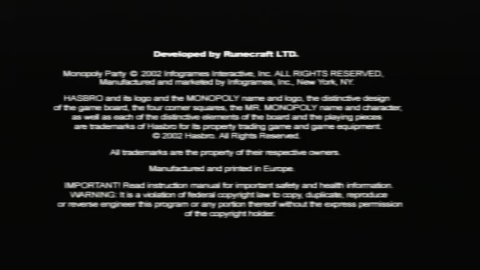 Developed by Runecraft LTD.
Monopoly Party © 2002 Infogrames Interactive, Inc. ALL RIGHTS RESERVED,
Manufactured and marketed by Infogrames, Inc., New York, NY.
HASBRO and its logo and the MONOPOLY name and logo, the distinctive design
of the game board, the four corner squares, the MR. MONOPOLY name and character,
as well as each of the distinctive elements of the board and the playing pieces
are trademarks of Hasbro for its property trading game and game equipment.
© 2002 Hasbro. All Rights Reserved.
All trademarks are the property of their respective owners.
Manufactured and printed in Europe.
IMPORTANT! Read instruction manual for important safety and health information.
WARNING: It is a violation of federal copyright law to copy, duplicate, reproduce
or reverse engineer this program or any portion thereof without the express permission
of the copyright holder.